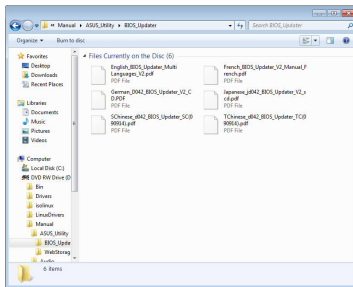 Manual ▸ ASUS_Utility ▸ BIOS_Updater
Search BIOS_Updater
Organize ▾ Burn to disc
Favorites
Desktop
Downloads
Recent Places
Libraries
Documents
Music
Pictures
Videos
Computer
Local Disk (C:)
DVD RW Drive (D
Bin
Drivers
isolinux
LinuxDrivers
Manual
ASUS_Utility
BIOS_Upda
WebStorag
Audio
Files Currently on the Disc (6)
English_BIOS_Updater_Multi
Languages_V2.pdf
PDF File
French_BIOS_Updater_V2_Manual_F
rench.pdf
PDF File
German_D042_BIOS_Updater_V2_C
D.PDF
PDF File
Japanese_jd042_BIOS_Updater_V2_s
cd.pdf
PDF File
SChinese_d042_BIOS_Updater_SC(0
90914).pdf
PDF File
TChinese_d042_BIOS_Updater_TC(0
90914).pdf
PDF File
6 items